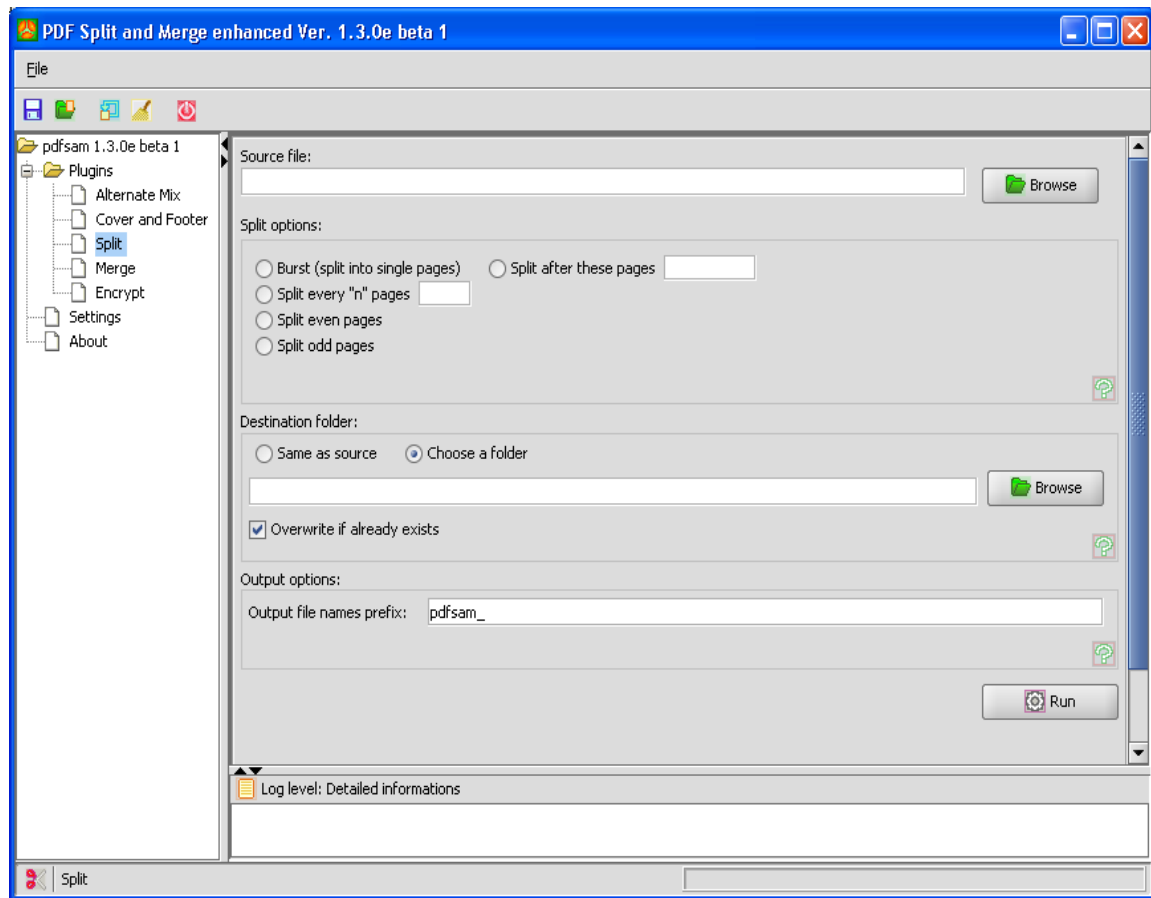 PDF Split and Merge enhanced Ver. 1.3.0e beta 1
File
pdfsam 1.3.0e beta 1
Plugins
Alternate Mix
Cover and Footer
Split
Merge
Encrypt
Settings
About
Source file:
Browse
Split options:
Burst (split into single pages) Split after these pages
Split every "n" pages
Split even pages
Split odd pages
Destination folder:
Same as source Choose a folder
Browse
Overwrite if already exists
Output options:
Output file names prefix: pdfsam_
Run
Log level: Detailed informations
Split